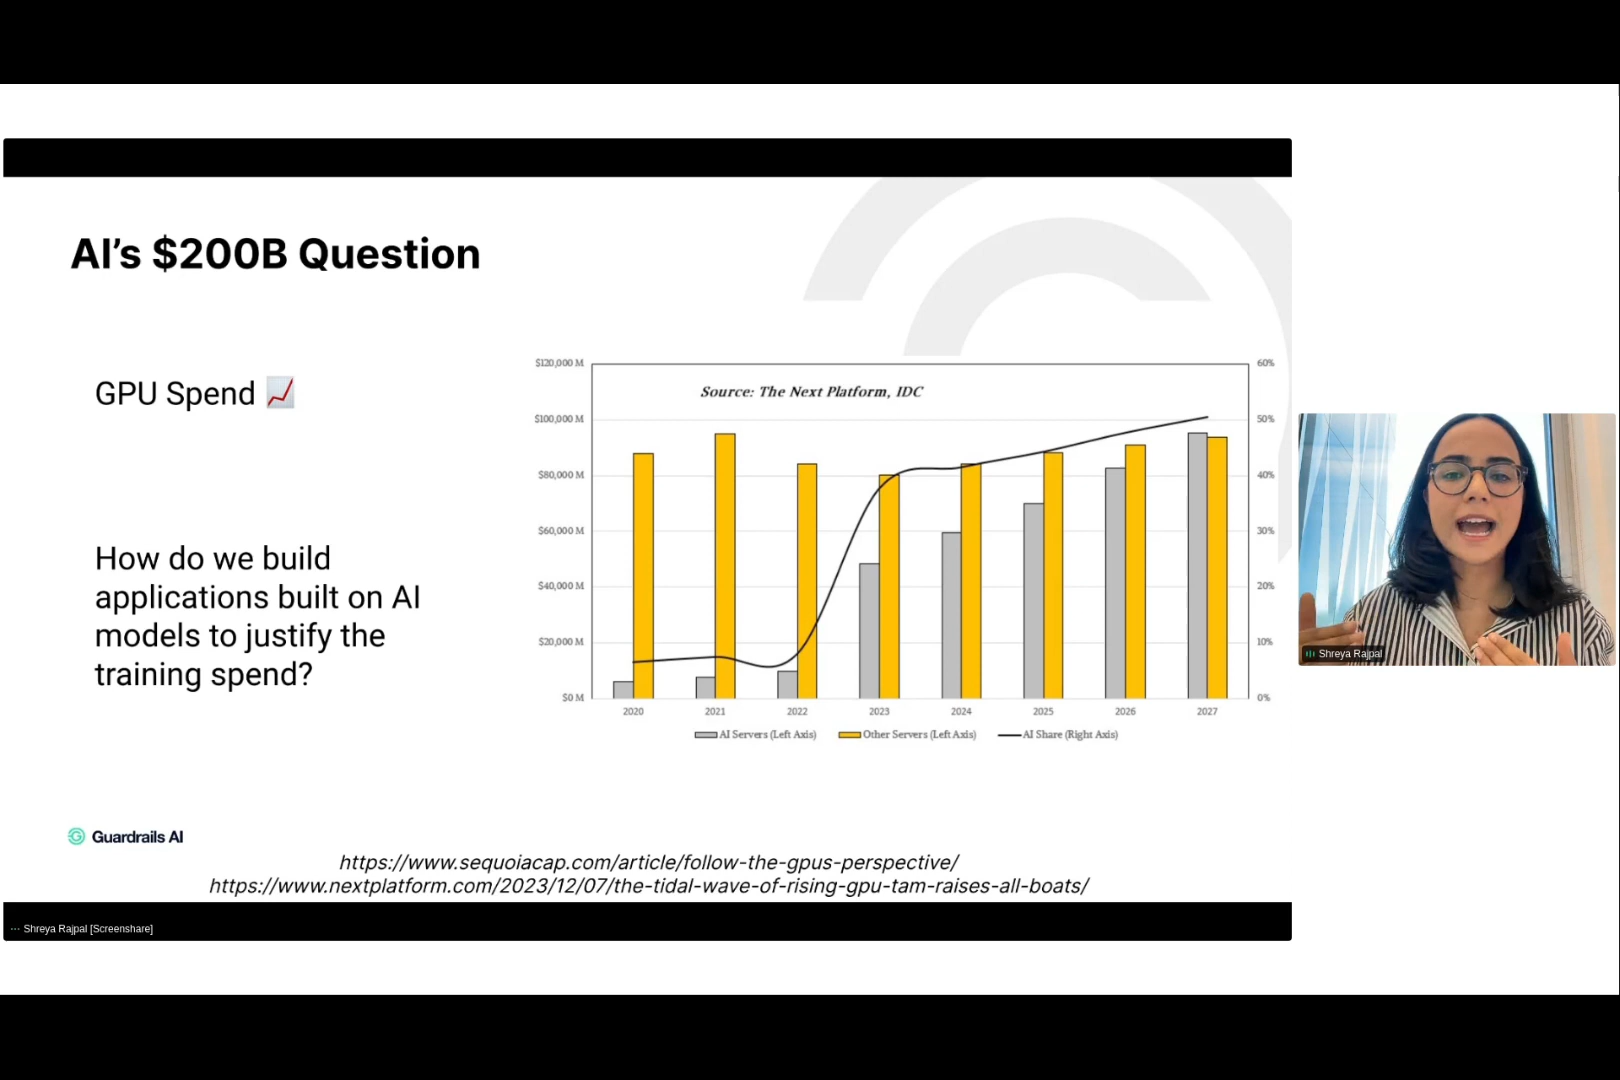 AI's $200B Question
GPU Spend 📈
How do we build
applications built on AI
models to justify the
training spend?
Source: The Next Platform, IDC
$120,000 M
$100,000 M
$80,000 M
$60,000 M
$40,000 M
$20,000 M
$0 M
60%
50%
40%
30%
20%
10%
0%
2020 2021 2022 2023 2024 2025 2026 2027
AI Servers (Left Axis) Other Servers (Left Axis) AI Share (Right Axis)
Shreya Rajpal
Guardrails AI
https://www.sequoiacap.com/article/follow-the-gpus-perspective/
https://www.nextplatform.com/2023/12/07/the-tidal-wave-of-rising-gpu-tam-raises-all-boats/
··· Shreya Rajpal [Screenshare]